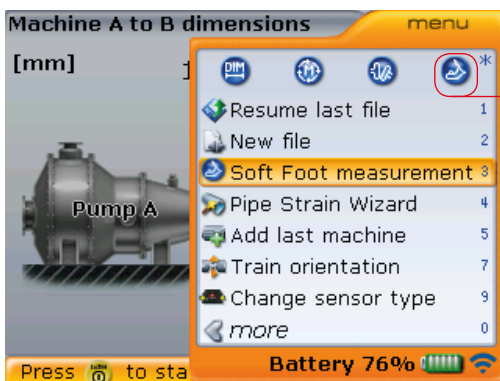 Machine A to B dimensions
menu
[mm]
DIM
*
Resume last file 1
New file 2
Soft Foot measurement 3
Pipe Strain Wizard 4
Add last machine 5
Train orientation 7
Change sensor type 9
more 0
Pump A
Press to sta
Battery 76%